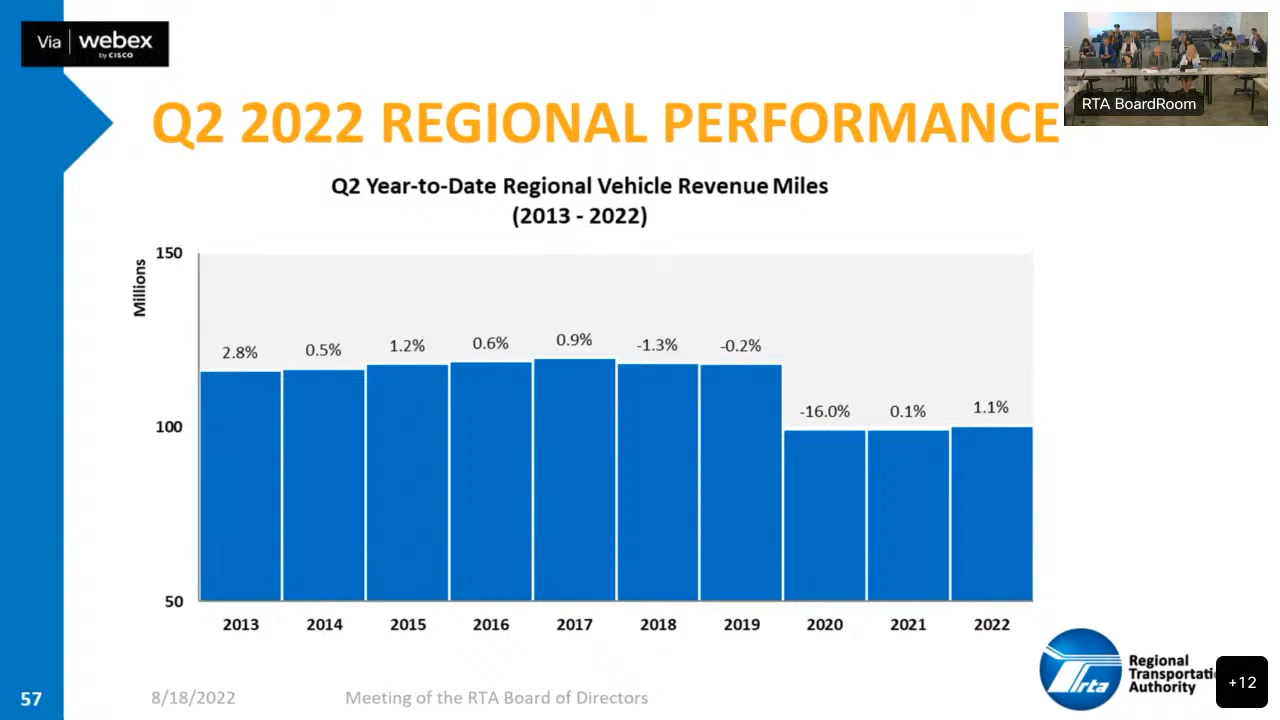 Via webex
by CISCO
RTA BoardRoom
Q2 2022 REGIONAL PERFORMANCE
Q2 Year-to-Date Regional Vehicle Revenue Miles
(2013 - 2022)
Millions
150
100
50
2.8% 0.5% 1.2% 0.6% 0.9% -1.3% -0.2% -16.0% 0.1% 1.1%
2013 2014 2015 2016 2017 2018 2019 2020 2021 2022
rta
Regional
Transportati
Authority
+12
57 8/18/2022 Meeting of the RTA Board of Directors